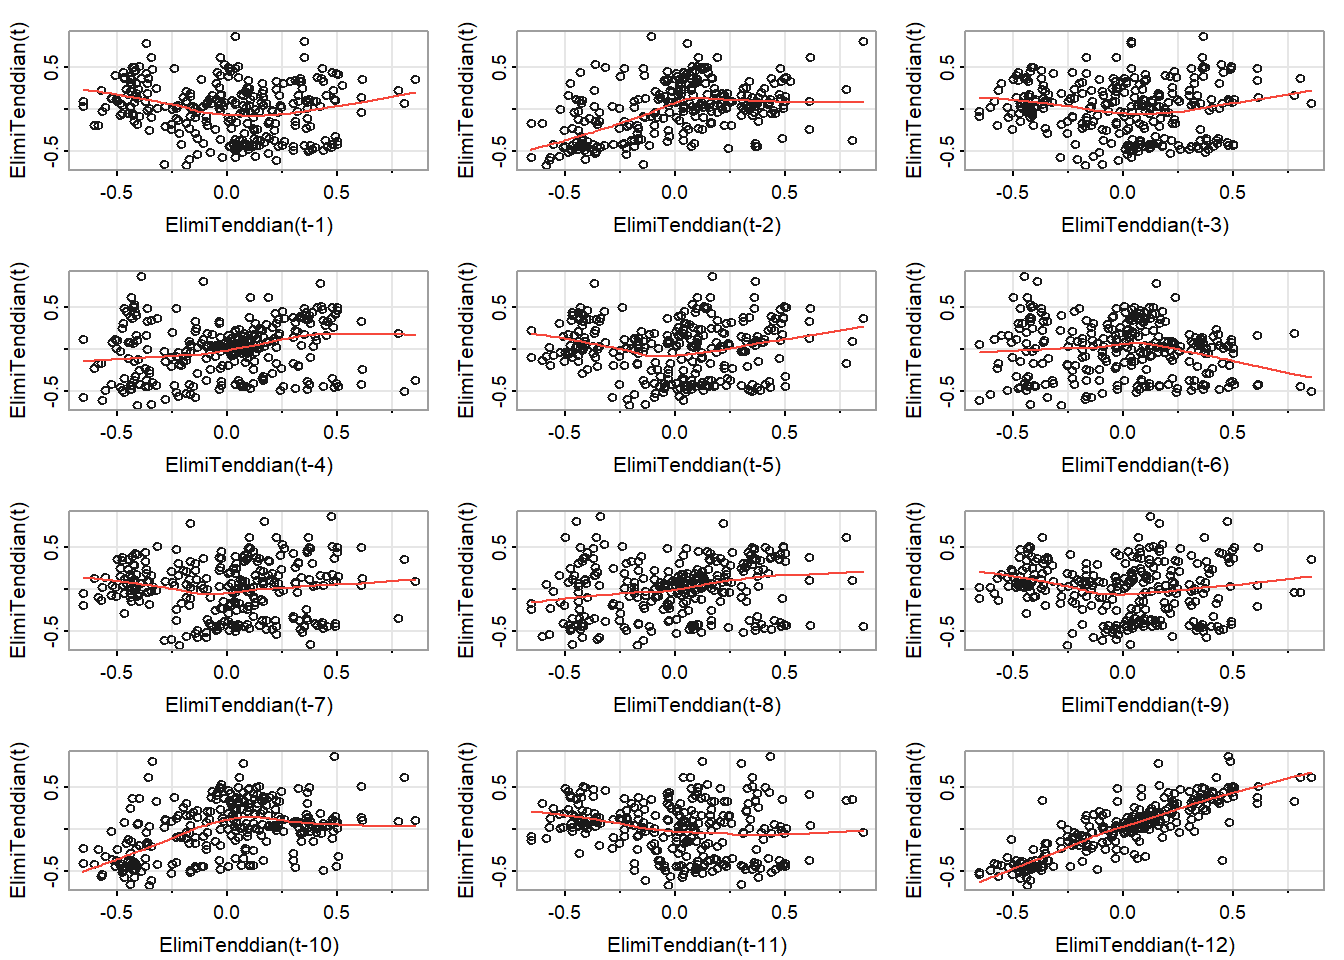 ElimiTenddian(t)
0.5
-0.5
-0.5 0.0 0.5
ElimiTenddian(t-1)
ElimiTenddian(t)
0.5
-0.5
-0.5 0.0 0.5
ElimiTenddian(t-2)
ElimiTenddian(t)
0.5
-0.5
-0.5 0.0 0.5
ElimiTenddian(t-3)
ElimiTenddian(t)
0.5
-0.5
-0.5 0.0 0.5
ElimiTenddian(t-4)
ElimiTenddian(t)
0.5
-0.5
-0.5 0.0 0.5
ElimiTenddian(t-5)
ElimiTenddian(t)
0.5
-0.5
-0.5 0.0 0.5
ElimiTenddian(t-6)
ElimiTenddian(t)
0.5
-0.5
-0.5 0.0 0.5
ElimiTenddian(t-7)
ElimiTenddian(t)
0.5
-0.5
-0.5 0.0 0.5
ElimiTenddian(t-8)
ElimiTenddian(t)
0.5
-0.5
-0.5 0.0 0.5
ElimiTenddian(t-9)
ElimiTenddian(t)
0.5
-0.5
-0.5 0.0 0.5
ElimiTenddian(t-10)
ElimiTenddian(t)
0.5
-0.5
-0.5 0.0 0.5
ElimiTenddian(t-11)
ElimiTenddian(t)
0.5
-0.5
-0.5 0.0 0.5
ElimiTenddian(t-12)